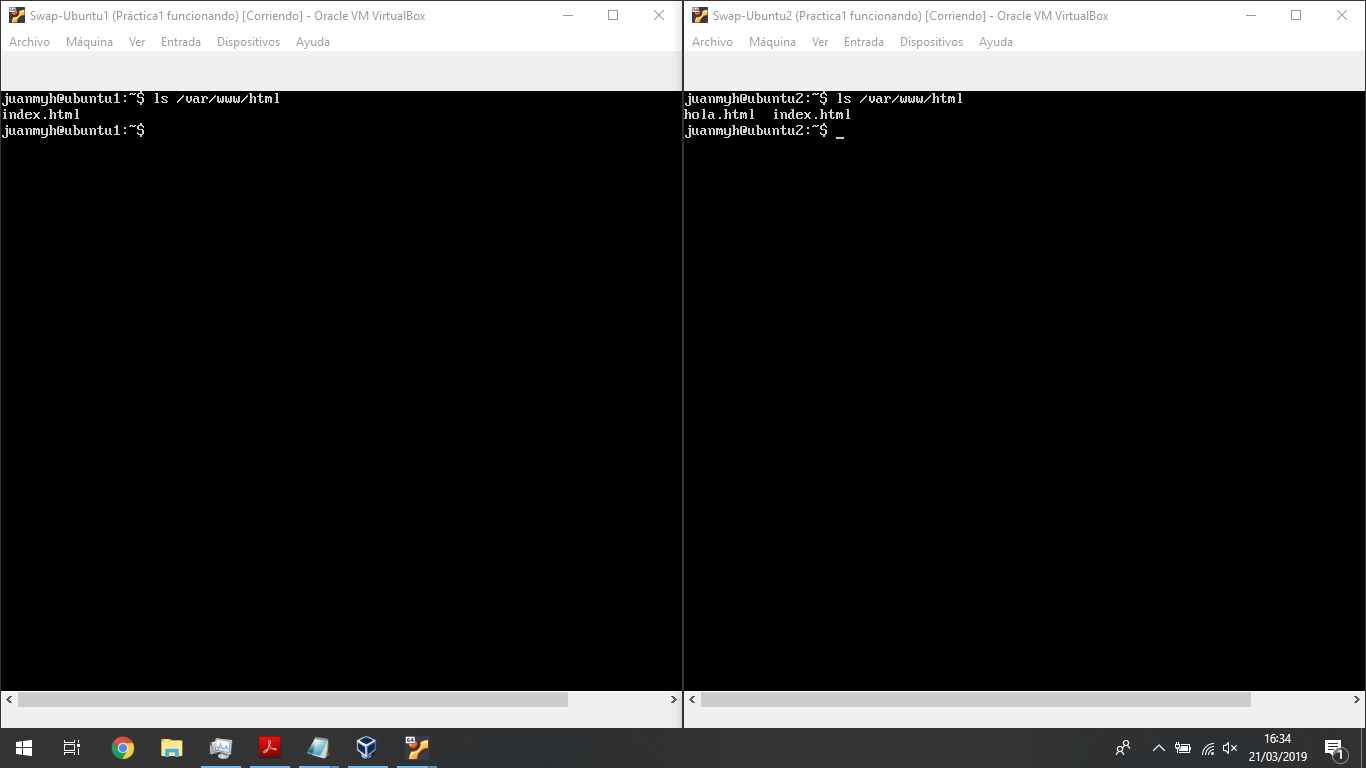 Swap-Ubuntu1 (Práctica1 funcionando) [Corriendo] - Oracle VM VirtualBox
Archivo Máquina Ver Entrada Dispositivos Ayuda
juanmyh@ubuntu1:~$ ls /var/www/html
index.html
juanmyh@ubuntu1:~$
Swap-Ubuntu2 (Practica1 funcionando) [Corriendo] - Oracle VM VirtualBox
Archivo Máquina Ver Entrada Dispositivos Ayuda
juanmyh@ubuntu2:~$ ls /var/www/html
hola.html index.html
juanmyh@ubuntu2:~$ _
16:34
21/03/2019
1